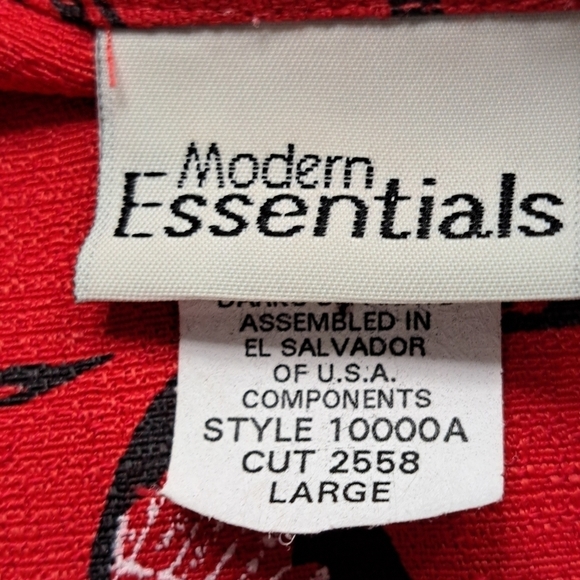 Modern
Essentials
ASSEMBLED IN
EL SALVADOR
OF U.S.A.
COMPONENTS
STYLE 10000A
CUT 2558
LARGE